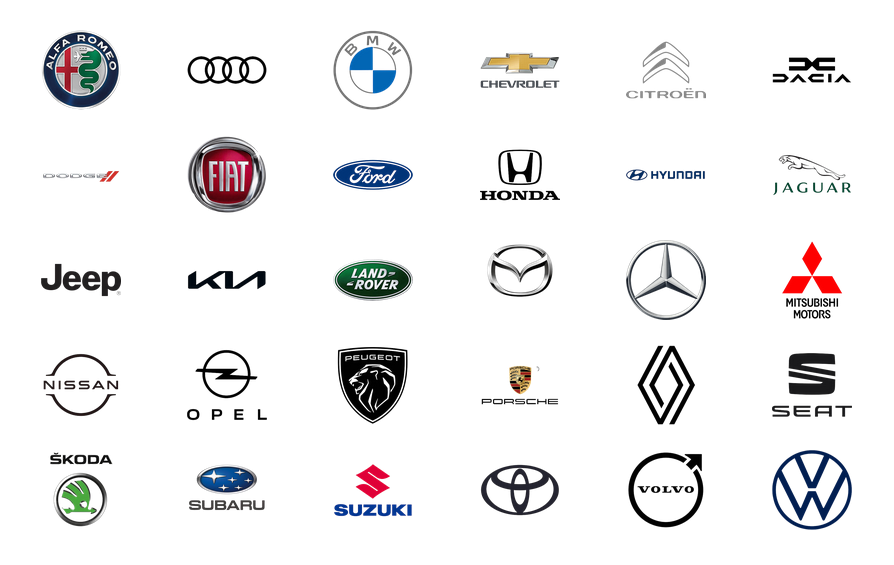 ALFA ROMEO
BMW
CHEVROLET
CITROËN
DACIA
DODGE
FIAT
Ford
HONDA
HYUNDAI
JAGUAR
Jeep
KIA
LAND-
-ROVER
MITSUBISHI
MOTORS
NISSAN
OPEL
PEUGEOT
PORSCHE
SEAT
ŠKODA
SUBARU
SUZUKI
VOLVO